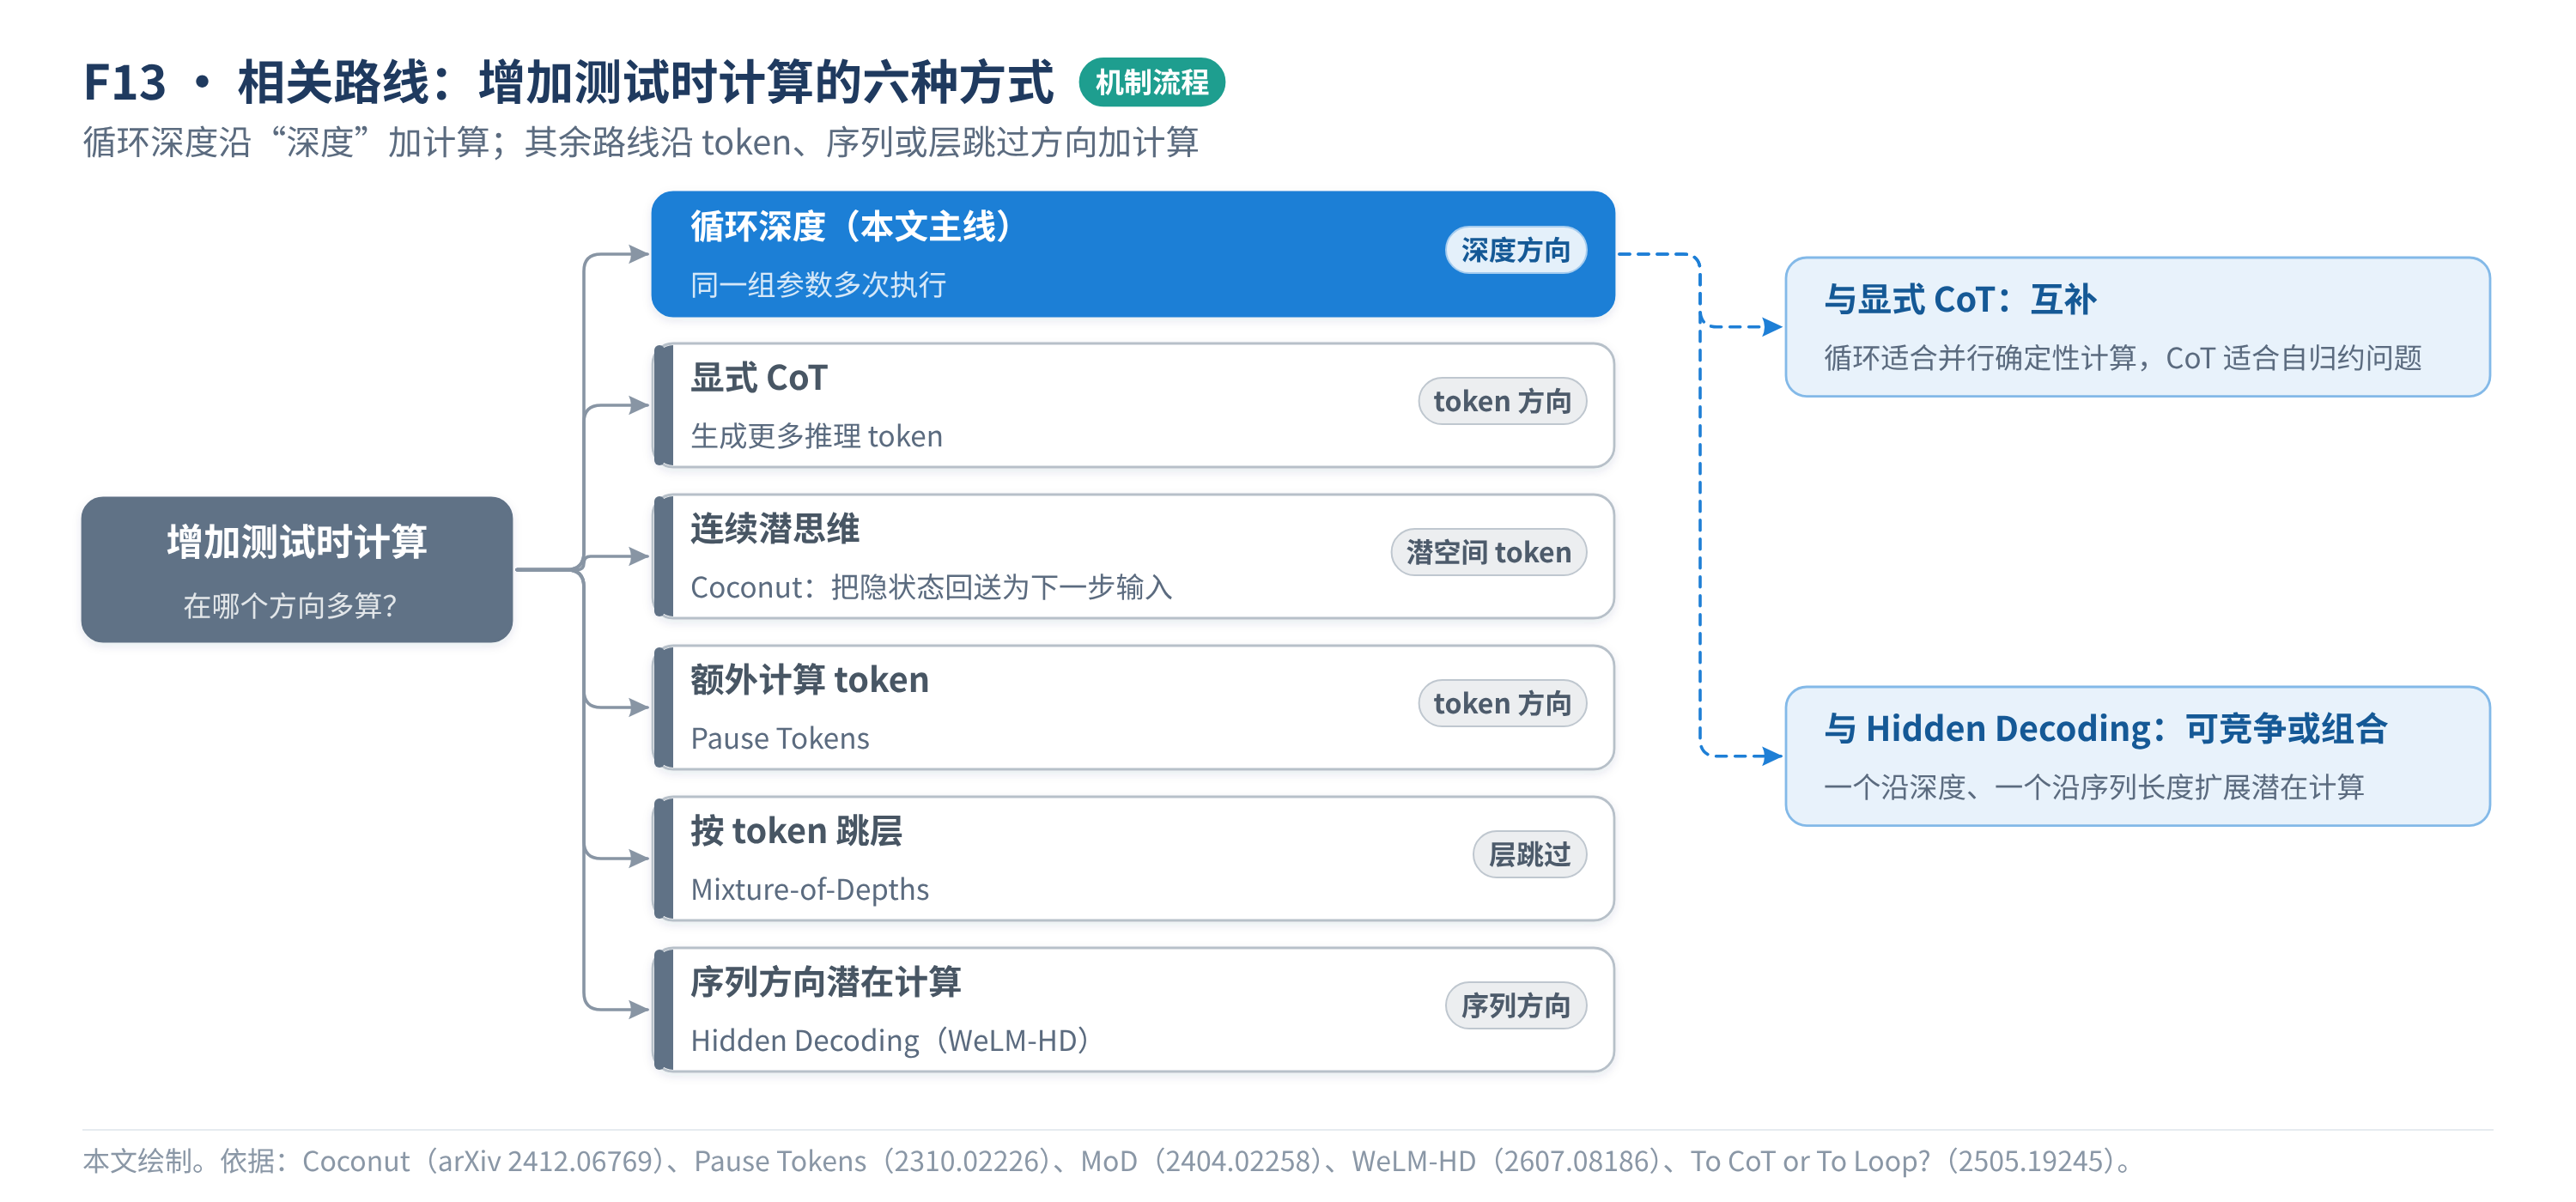 F13 · 相关路线：增加测试时计算的六种方式
机制流程
循环深度沿“深度”加计算；其余路线沿 token、序列或层跳过方向加计算
增加测试时计算
在哪个方向多算？
循环深度（本文主线）
同一组参数多次执行
深度方向
显式 CoT
生成更多推理 token
token 方向
连续潜思维
Coconut：把隐状态回送为下一步输入
潜空间 token
额外计算 token
Pause Tokens
token 方向
按 token 跳层
Mixture-of-Depths
层跳过
序列方向潜在计算
Hidden Decoding（WeLM-HD）
序列方向
与显式 CoT：互补
循环适合并行确定性计算，CoT 适合自归约问题
与 Hidden Decoding：可竞争或组合
一个沿深度、一个沿序列长度扩展潜在计算
本文绘制。依据：Coconut（arXiv 2412.06769）、Pause Tokens（2310.02226）、MoD（2404.02258）、WeLM-HD（2607.08186）、To CoT or To Loop?（2505.19245）。